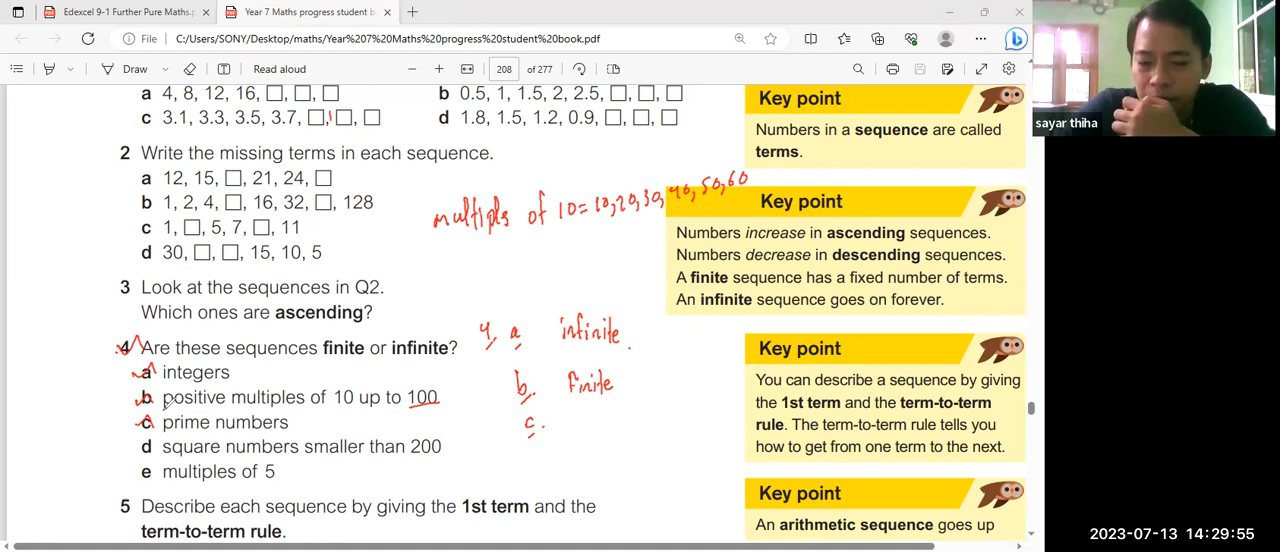 Edexcel 9-1 Further Pure Maths.p
Year 7 Maths progress student b
File
C:/Users/SONY/Desktop/maths/Year%207%20Maths%20progress%20student%20book.pdf
Draw
Read aloud
208 of 277
a 4, 8, 12, 16, □, □, □
b 0.5, 1, 1.5, 2, 2.5, □, □, □
c 3.1, 3.3, 3.5, 3.7, □, □, □
d 1.8, 1.5, 1.2, 0.9, □, □, □
2 Write the missing terms in each sequence.
a 12, 15, □, 21, 24, □
b 1, 2, 4, □, 16, 32, □, 128
c 1, □, 5, 7, □, 11
d 30, □, □, 15, 10, 5
multiples of 10 = 10, 20, 30, 40, 50, 60
3 Look at the sequences in Q2.
Which ones are ascending?
4 Are these sequences finite or infinite?
a integers
b positive multiples of 10 up to 100
c prime numbers
d square numbers smaller than 200
e multiples of 5
4. a infinite.
b. Finite
c.
5 Describe each sequence by giving the 1st term and the
term-to-term rule.
Key point
Numbers in a sequence are called
terms.
Key point
Numbers increase in ascending sequences.
Numbers decrease in descending sequences.
A finite sequence has a fixed number of terms.
An infinite sequence goes on forever.
Key point
You can describe a sequence by giving
the 1st term and the term-to-term
rule. The term-to-term rule tells you
how to get from one term to the next.
Key point
An arithmetic sequence goes up
sayar thiha
2023-07-13 14:29:55